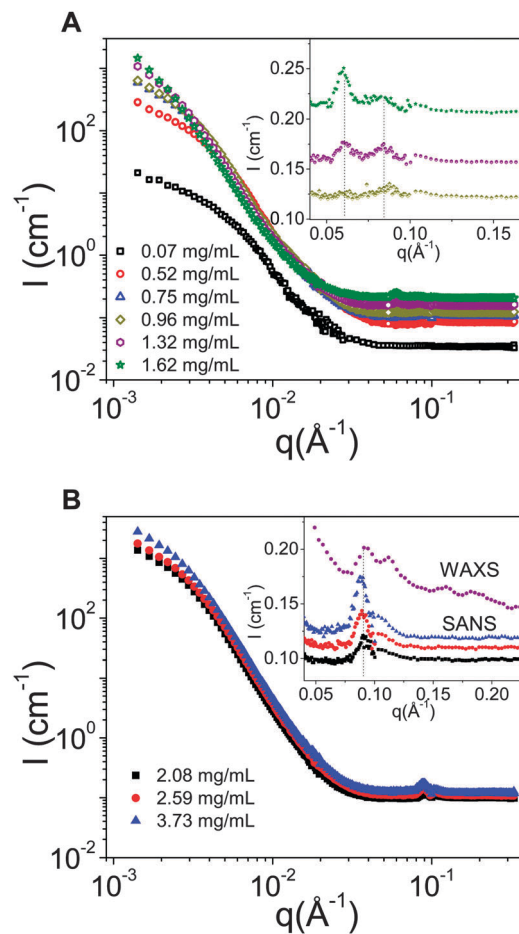 A
10²
10⁰
10⁻²
I (cm⁻¹)
0.07 mg/mL
0.52 mg/mL
0.75 mg/mL
0.96 mg/mL
1.32 mg/mL
1.62 mg/mL
0.25
0.20
0.15
0.10
I (cm⁻¹)
0.05 0.10 0.15
q(Å⁻¹)
10⁻³ 10⁻² 10⁻¹
q(Å⁻¹)
B
10²
10⁰
10⁻²
I (cm⁻¹)
2.08 mg/mL
2.59 mg/mL
3.73 mg/mL
0.20
0.15
0.10
I (cm⁻¹)
WAXS
SANS
0.05 0.10 0.15 0.20
q(Å⁻¹)
10⁻³ 10⁻² 10⁻¹
q(Å⁻¹)